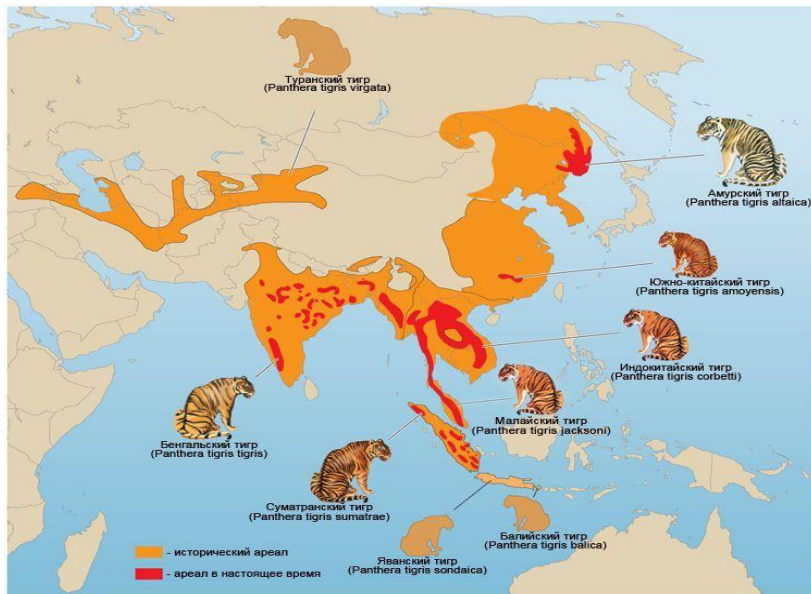 Туранский тигр
(Panthera tigris virgata)
Амурский тигр
(Panthera tigris altaica)
Южно-китайский тигр
(Panthera tigris amoyensis)
Индокитайский тигр
(Panthera tigris corbetti)
Малайский тигр
(Panthera tigris jacksoni)
Бенгальский тигр
(Panthera tigris tigris)
Суматранский тигр
(Panthera tigris sumatrae)
Балийский тигр
(Panthera tigris balica)
Яванский тигр
(Panthera tigris sondaica)
- исторический ареал
- ареал в настоящее время